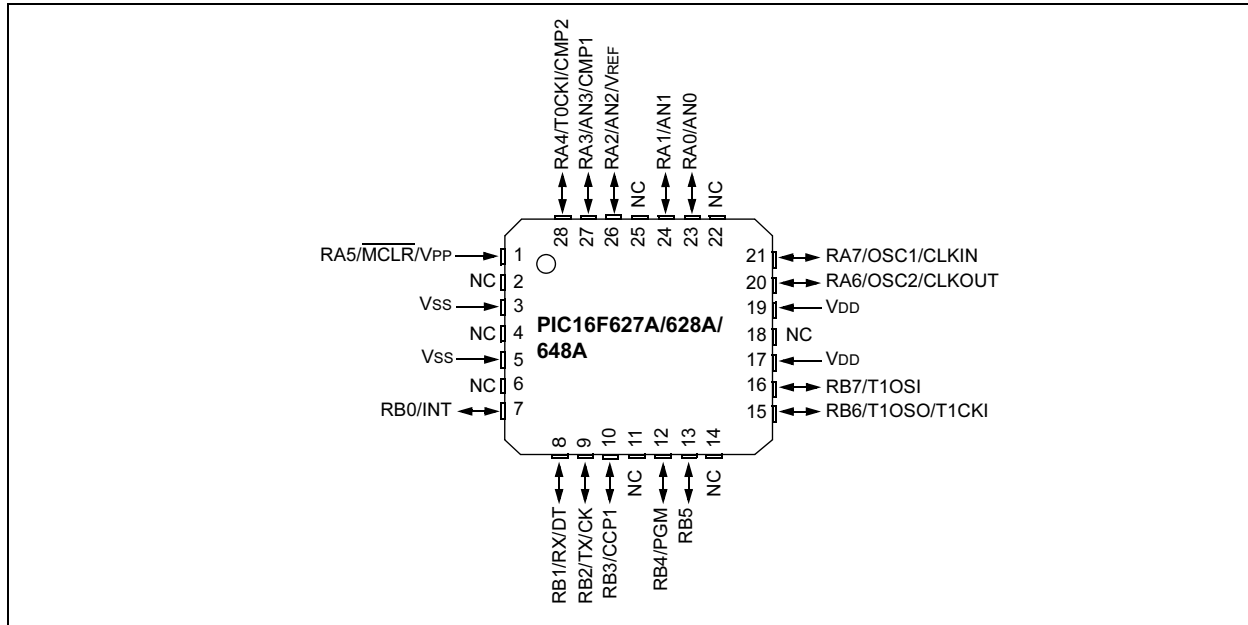 RA4/T0CKI/CMP2
RA3/AN3/CMP1
RA2/AN2/VREF
NC
RA1/AN1
RA0/AN0
NC
28
27
26
25
24
23
22
RA5/MCLR/VPP 1
NC 2
VSS 3
NC 4
VSS 5
NC 6
RB0/INT 7
PIC16F627A/628A/
648A
21 RA7/OSC1/CLKIN
20 RA6/OSC2/CLKOUT
19 VDD
18 NC
17 VDD
16 RB7/T1OSI
15 RB6/T1OSO/T1CKI
8
9
10
11
12
13
14
RB1/RX/DT
RB2/TX/CK
RB3/CCP1
NC
RB4/PGM
RB5
NC